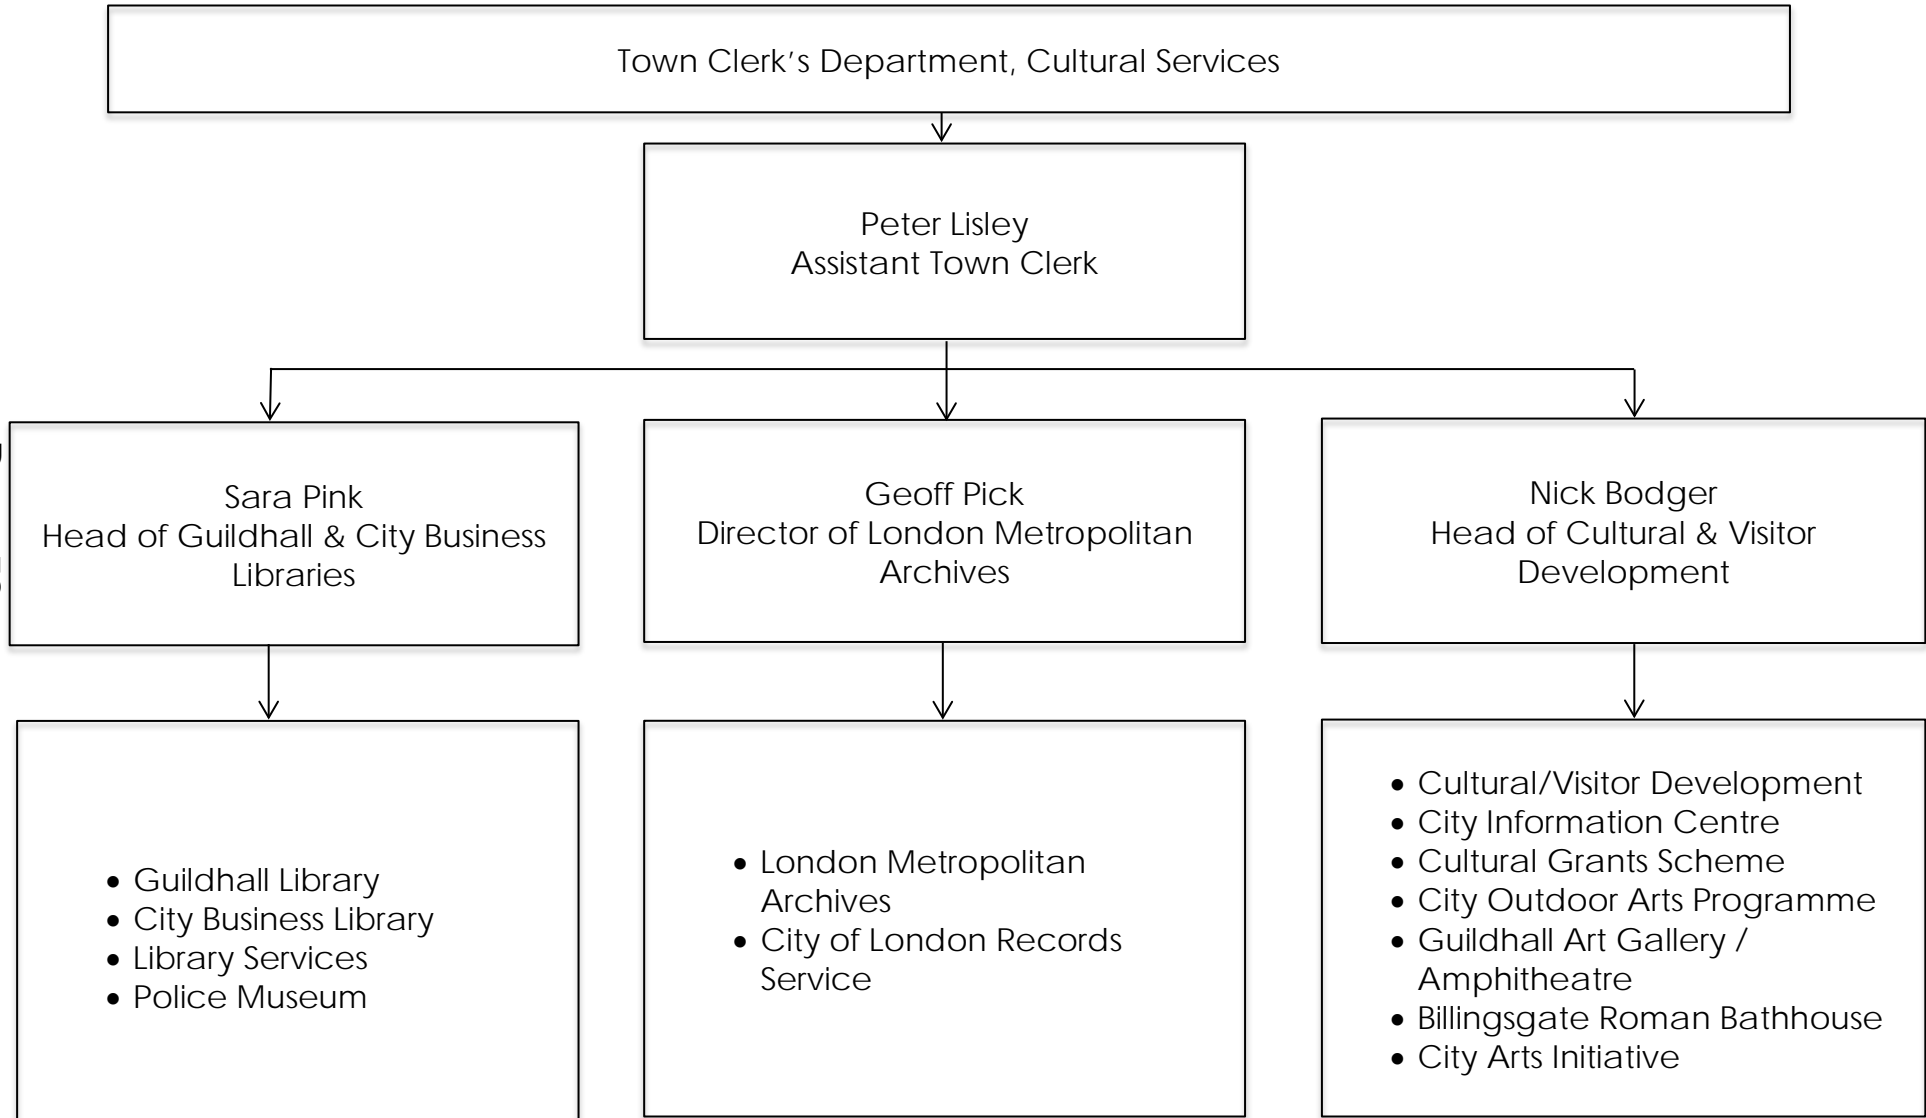 Town Clerk’s Department, Cultural Services
Peter Lisley
Assistant Town Clerk
Sara Pink
Head of Guildhall & City Business
Libraries
Geoff Pick
Director of London Metropolitan
Archives
Nick Bodger
Head of Cultural & Visitor
Development
• Guildhall Library
• City Business Library
• Library Services
• Police Museum
• London Metropolitan
Archives
• City of London Records
Service
• Cultural/Visitor Development
• City Information Centre
• Cultural Grants Scheme
• City Outdoor Arts Programme
• Guildhall Art Gallery /
Amphitheatre
• Billingsgate Roman Bathhouse
• City Arts Initiative